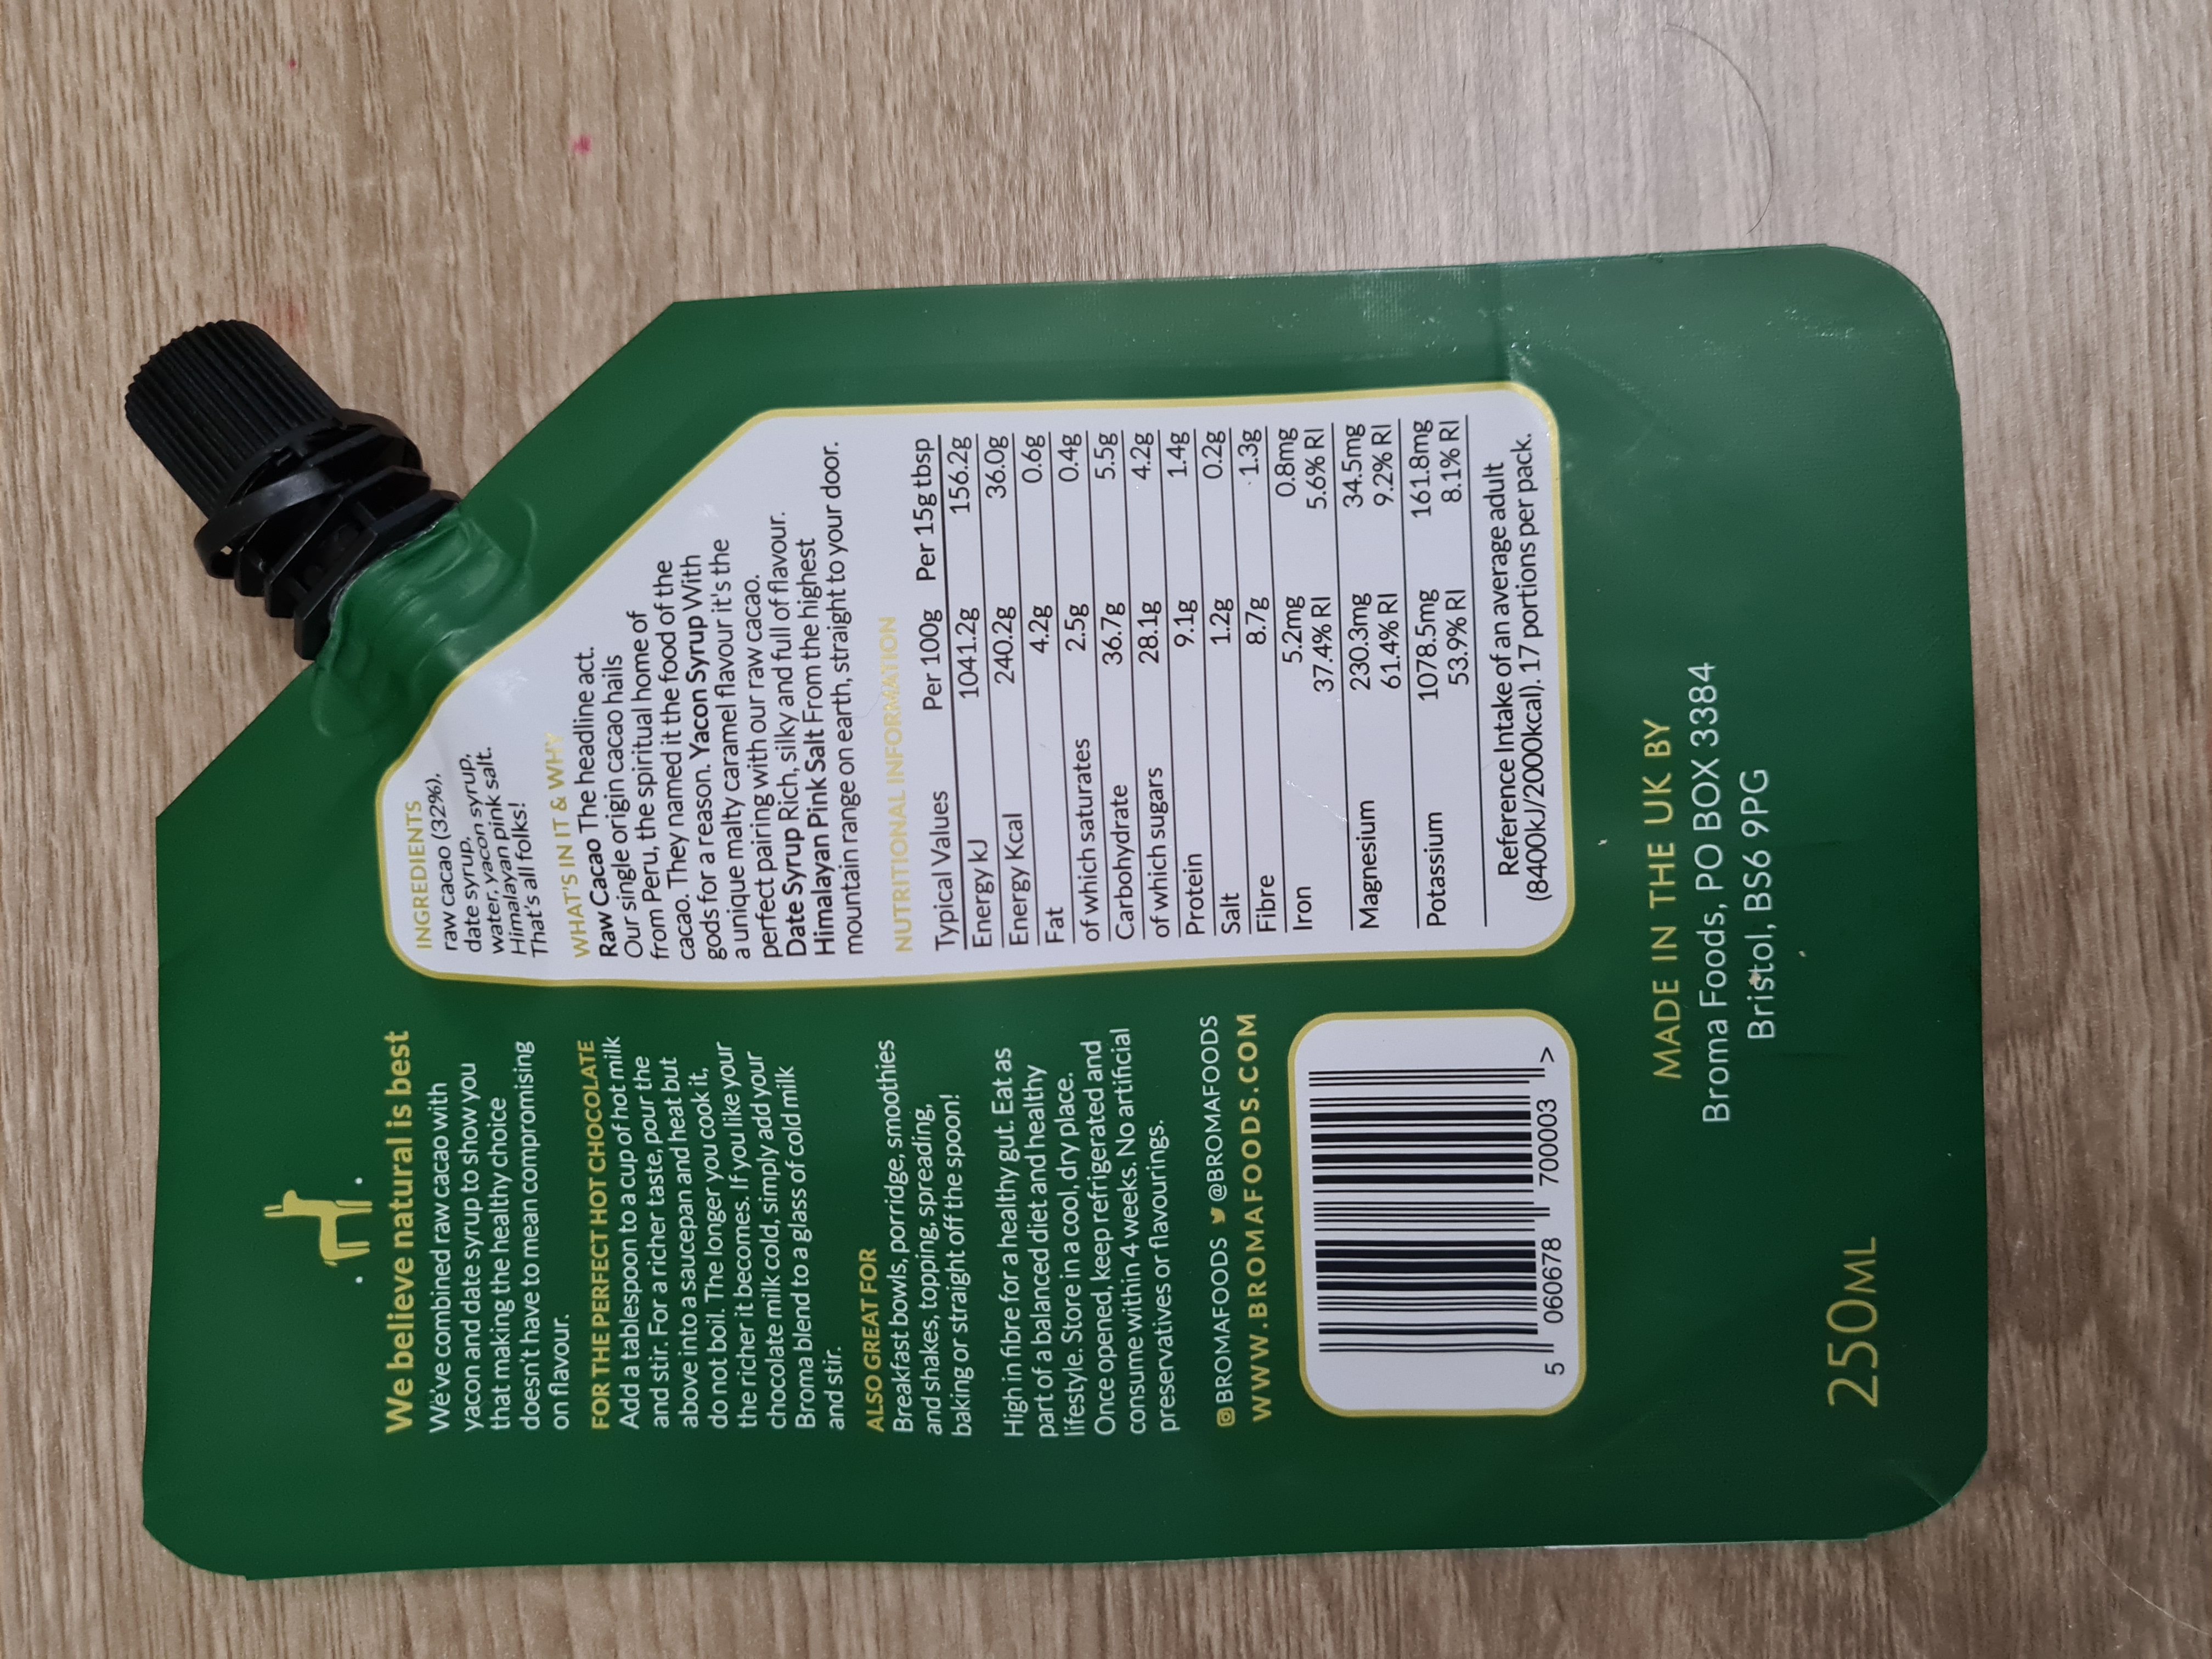 We believe natural is best
We've combined raw cacao with
yacon and date syrup to show you
that making the healthy choice
doesn't have to mean compromising
on flavour.
FOR THE PERFECT HOT CHOCOLATE
Add a tablespoon to a cup of hot milk
and stir. For a richer taste, pour the
above into a saucepan and heat but
do not boil. The longer you cook it,
the richer it becomes. If you like your
chocolate milk cold, simply add your
Broma blend to a glass of cold milk
and stir.
ALSO GREAT FOR
Breakfast bowls, porridge, smoothies
and shakes, topping, spreading,
baking or straight off the spoon!
High in fibre for a healthy gut. Eat as
part of a balanced diet and healthy
lifestyle. Store in a cool, dry place.
Once opened, keep refrigerated and
consume within 4 weeks. No artificial
preservatives or flavourings.
BROMAFOODS @BROMAFOODS
WWW.BROMAFOODS.COM
5 060678 700003 >
INGREDIENTS
raw cacao (32%),
date syrup,
water, yacon syrup,
Himalayan pink salt.
That's all folks!
WHAT'S IN IT & WHY
Raw Cacao The headline act.
Our single origin cacao hails
from Peru, the spiritual home of
cacao. They named it the food of the
gods for a reason. Yacon Syrup With
a unique malty caramel flavour it's the
perfect pairing with our raw cacao.
Date Syrup Rich, silky and full of flavour.
Himalayan Pink Salt From the highest
mountain range on earth, straight to your door.
NUTRITIONAL INFORMATION
Typical Values Per 100g Per 15g tbsp
Energy kJ 1041.2g 156.2g
Energy Kcal 240.2g 36.0g
Fat 4.2g 0.6g
of which saturates 2.5g 0.4g
Carbohydrate 36.7g 5.5g
of which sugars 28.1g 4.2g
Protein 9.1g 1.4g
Salt 1.2g 0.2g
Fibre 8.7g 1.3g
Iron 5.2mg 0.8mg
37.4% RI 5.6% RI
Magnesium 230.3mg 34.5mg
61.4% RI 9.2% RI
Potassium 1078.5mg 161.8mg
53.9% RI 8.1% RI
Reference Intake of an average adult
(8400kJ/2000kcal). 17 portions per pack.
MADE IN THE UK BY
Broma Foods, PO BOX 3384
Bristol, BS6 9PG
250ML